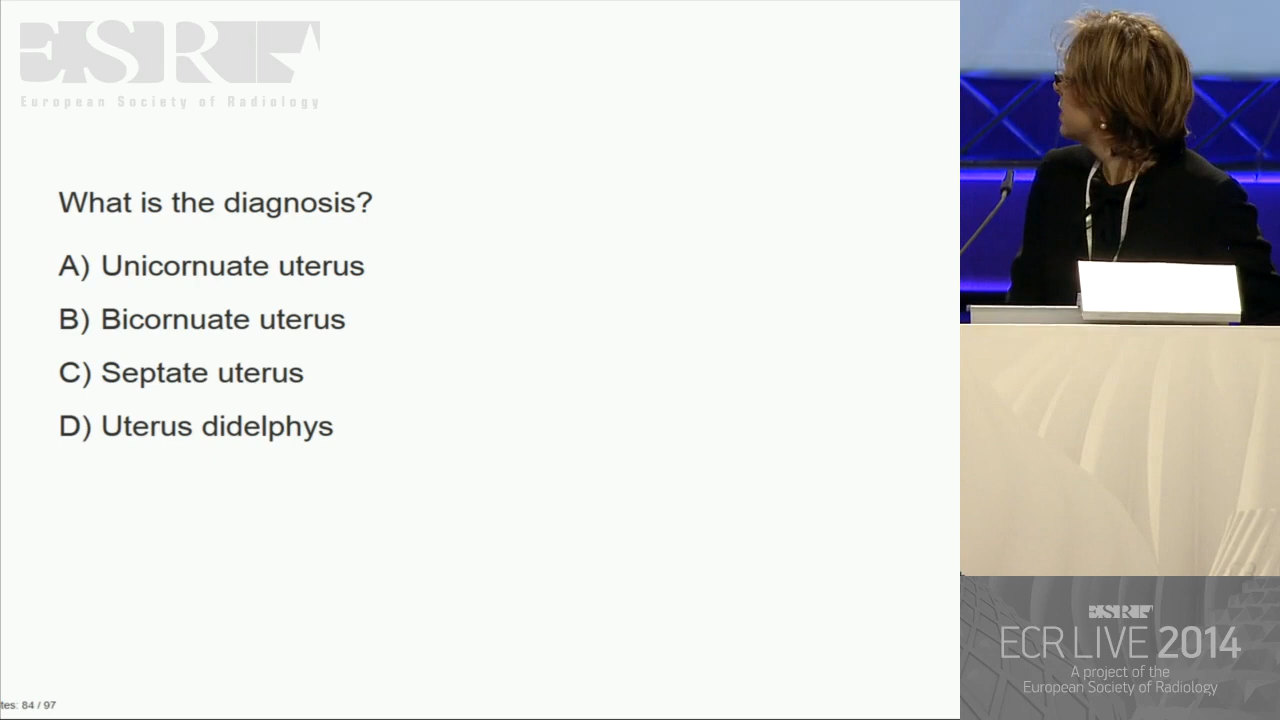 ESR
European Society of Radiology
What is the diagnosis?
A) Unicornuate uterus
B) Bicornuate uterus
C) Septate uterus
D) Uterus didelphys
tes: 84 / 97
ESR
ECR LIVE 2014
A project of the
European Society of Radiology